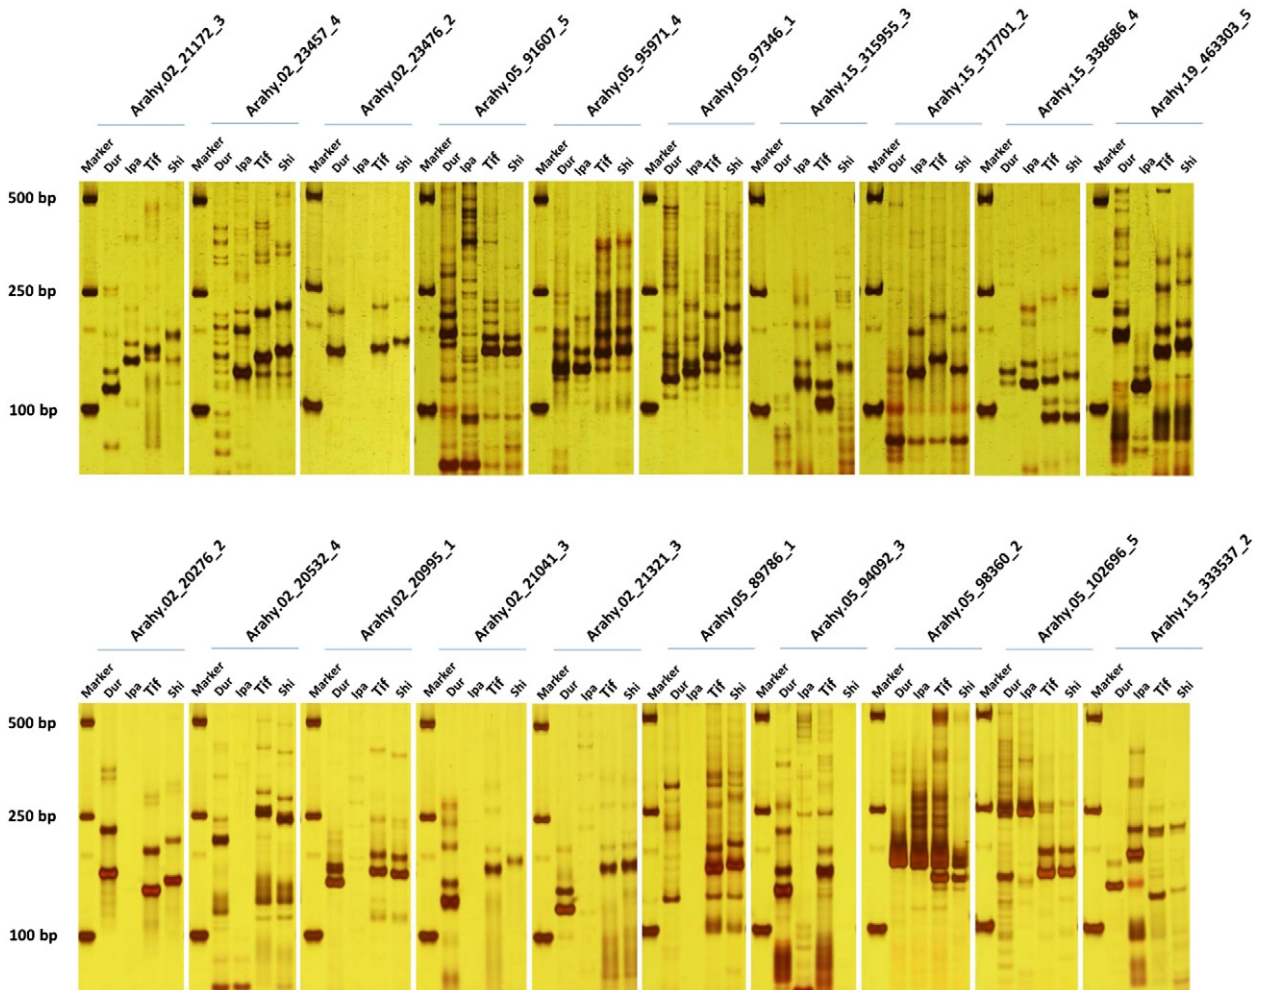 Arahy.02_21172_3
Arahy.02_23457_4
Arahy.02_23476_2
Arahy.05_91607_5
Arahy.05_95971_4
Arahy.05_97346_1
Arahy.15_315955_3
Arahy.15_317701_2
Arahy.15_338686_4
Arahy.19_463303_5
Marker Dur Ipa Tif Shi
Marker Dur Ipa Tif Shi
Marker Dur Ipa Tif Shi
Marker Dur Ipa Tif Shi
Marker Dur Ipa Tif Shi
Marker Dur Ipa Tif Shi
Marker Dur Ipa Tif Shi
Marker Dur Ipa Tif Shi
Marker Dur Ipa Tif Shi
Marker Dur Ipa Tif Shi
500 bp
250 bp
100 bp
Arahy.02_20276_2
Arahy.02_20532_4
Arahy.02_20995_1
Arahy.02_21041_3
Arahy.02_21321_3
Arahy.05_89786_1
Arahy.05_94092_3
Arahy.05_98360_2
Arahy.05_102696_5
Arahy.15_333537_2
Marker Dur Ipa Tif Shi
Marker Dur Ipa Tif Shi
Marker Dur Ipa Tif Shi
Marker Dur Ipa Tif Shi
Marker Dur Ipa Tif Shi
Marker Dur Ipa Tif Shi
Marker Dur Ipa Tif Shi
Marker Dur Ipa Tif Shi
Marker Dur Ipa Tif Shi
Marker Dur Ipa Tif Shi
500 bp
250 bp
100 bp